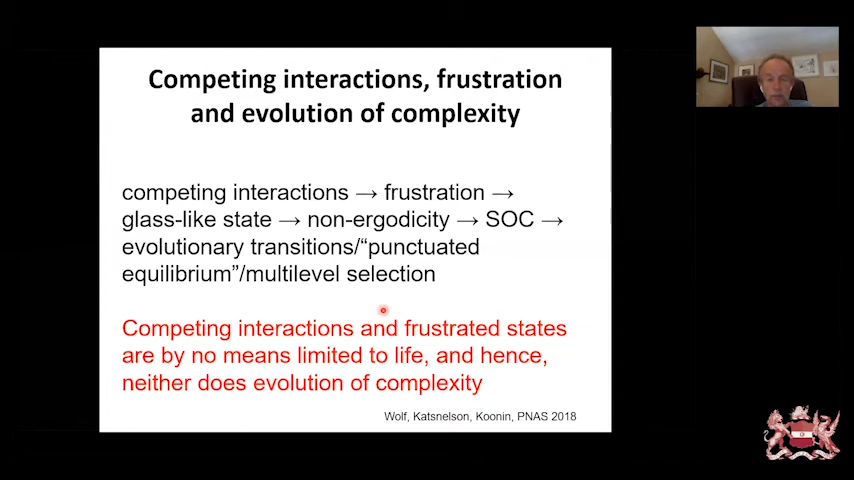 Competing interactions, frustration
and evolution of complexity
competing interactions → frustration →
glass-like state → non-ergodicity → SOC →
evolutionary transitions/“punctuated
equilibrium”/multilevel selection
Competing interactions and frustrated states
are by no means limited to life, and hence,
neither does evolution of complexity
Wolf, Katsnelson, Koonin, PNAS 2018